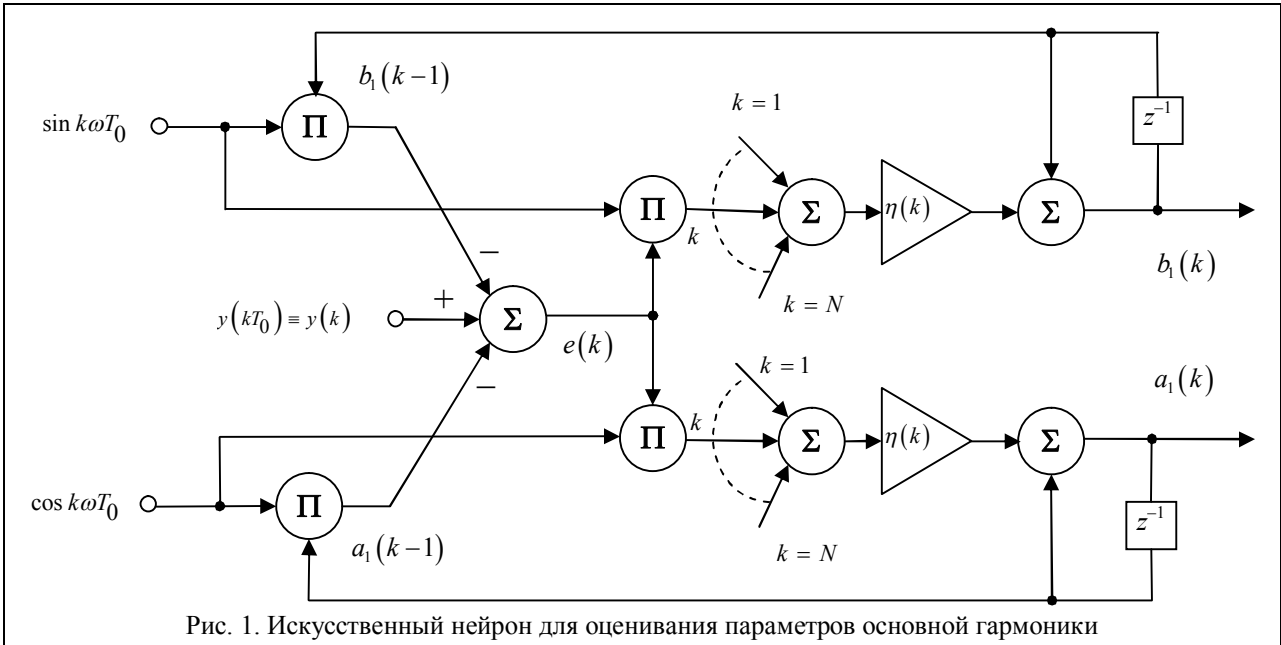 b₁(k−1)
k = 1
sin kωT₀
Π
z⁻¹
Π
k
Σ
η(k)
Σ
−
b₁(k)
k = N
+
y(kT₀) ≡ y(k)
Σ
e(k)
−
k = 1
a₁(k)
Π
k
Σ
η(k)
Σ
cos kωT₀
Π
z⁻¹
a₁(k−1)
k = N
Рис. 1. Искусственный нейрон для оценивания параметров основной гармоники